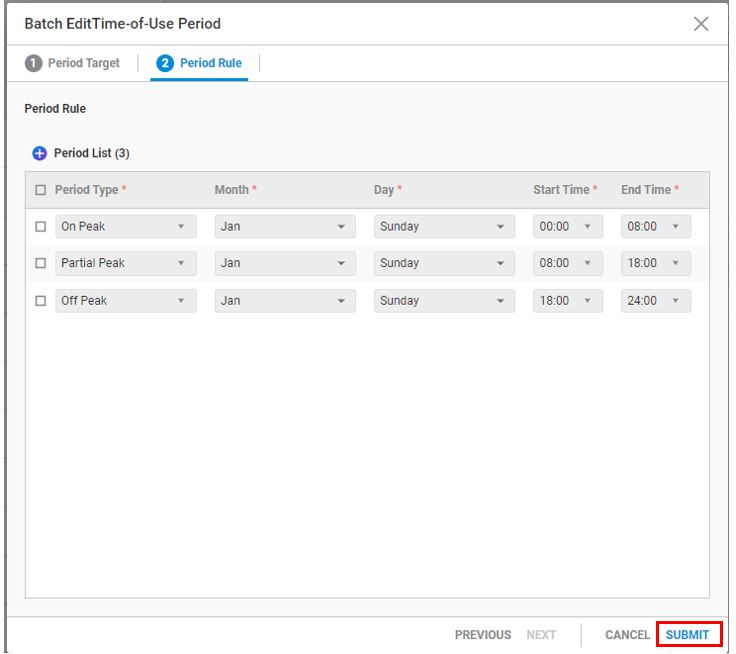 Batch EditTime-of-Use Period
1 Period Target 2 Period Rule
Period Rule
Period List (3)
Period Type * Month * Day * Start Time * End Time *
On Peak Jan Sunday 00:00 08:00
Partial Peak Jan Sunday 08:00 18:00
Off Peak Jan Sunday 18:00 24:00
PREVIOUS NEXT CANCEL SUBMIT